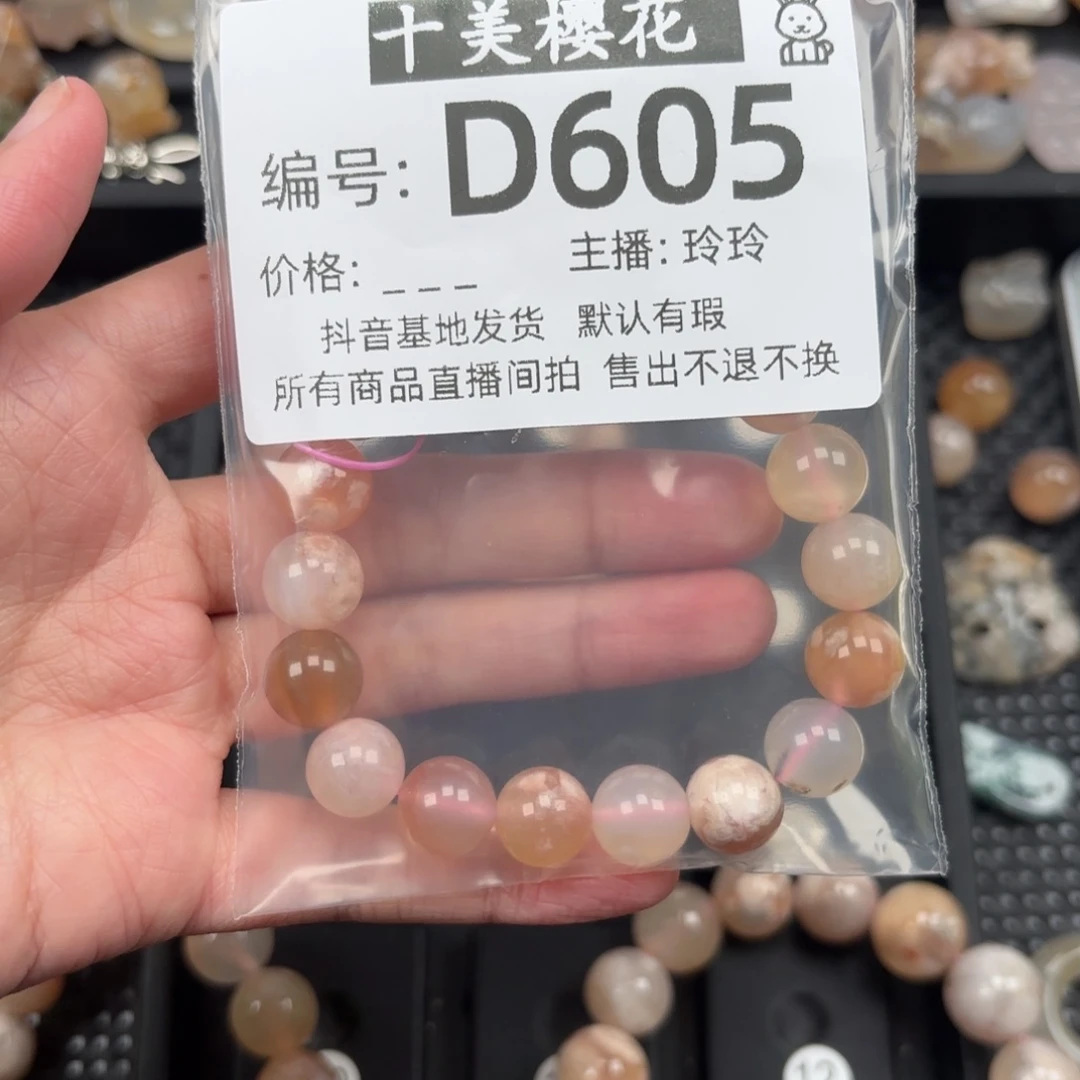 十美樱花
编号: D605
价格: _ _ _ 主播: 玲玲
抖音基地发货 默认有瑕
所有商品直播间拍 售出不退不换
12